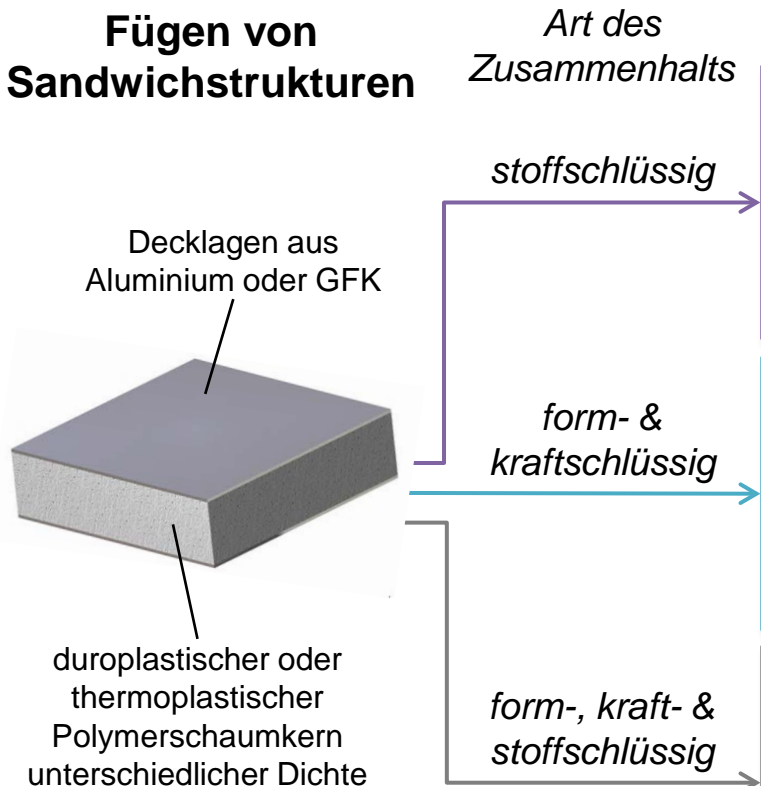 Fügen von
Sandwichstrukturen
Art des
Zusammenhalts
stoffschlüssig
Decklagen aus
Aluminium oder GFK
form- &
kraftschlüssig
duroplastischer oder
thermoplastischer
Polymerschaumkern
unterschiedlicher Dichte
form-, kraft- &
stoffschlüssig